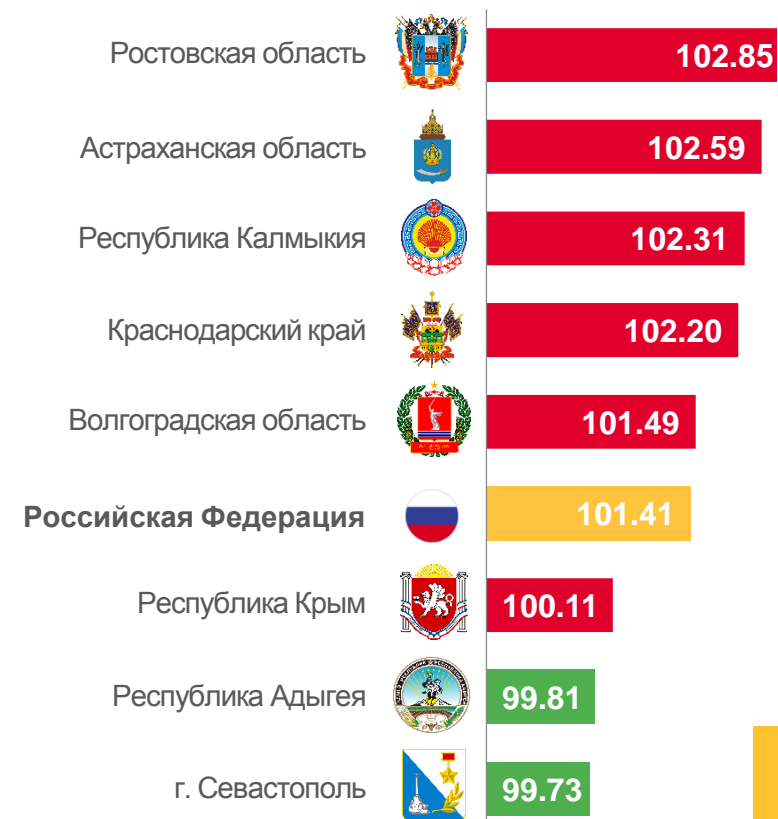 Ростовская область 102.85
Астраханская область 102.59
Республика Калмыкия 102.31
Краснодарский край 102.20
Волгоградская область 101.49
Российская Федерация 101.41
Республика Крым 100.11
Республика Адыгея 99.81
г. Севастополь 99.73